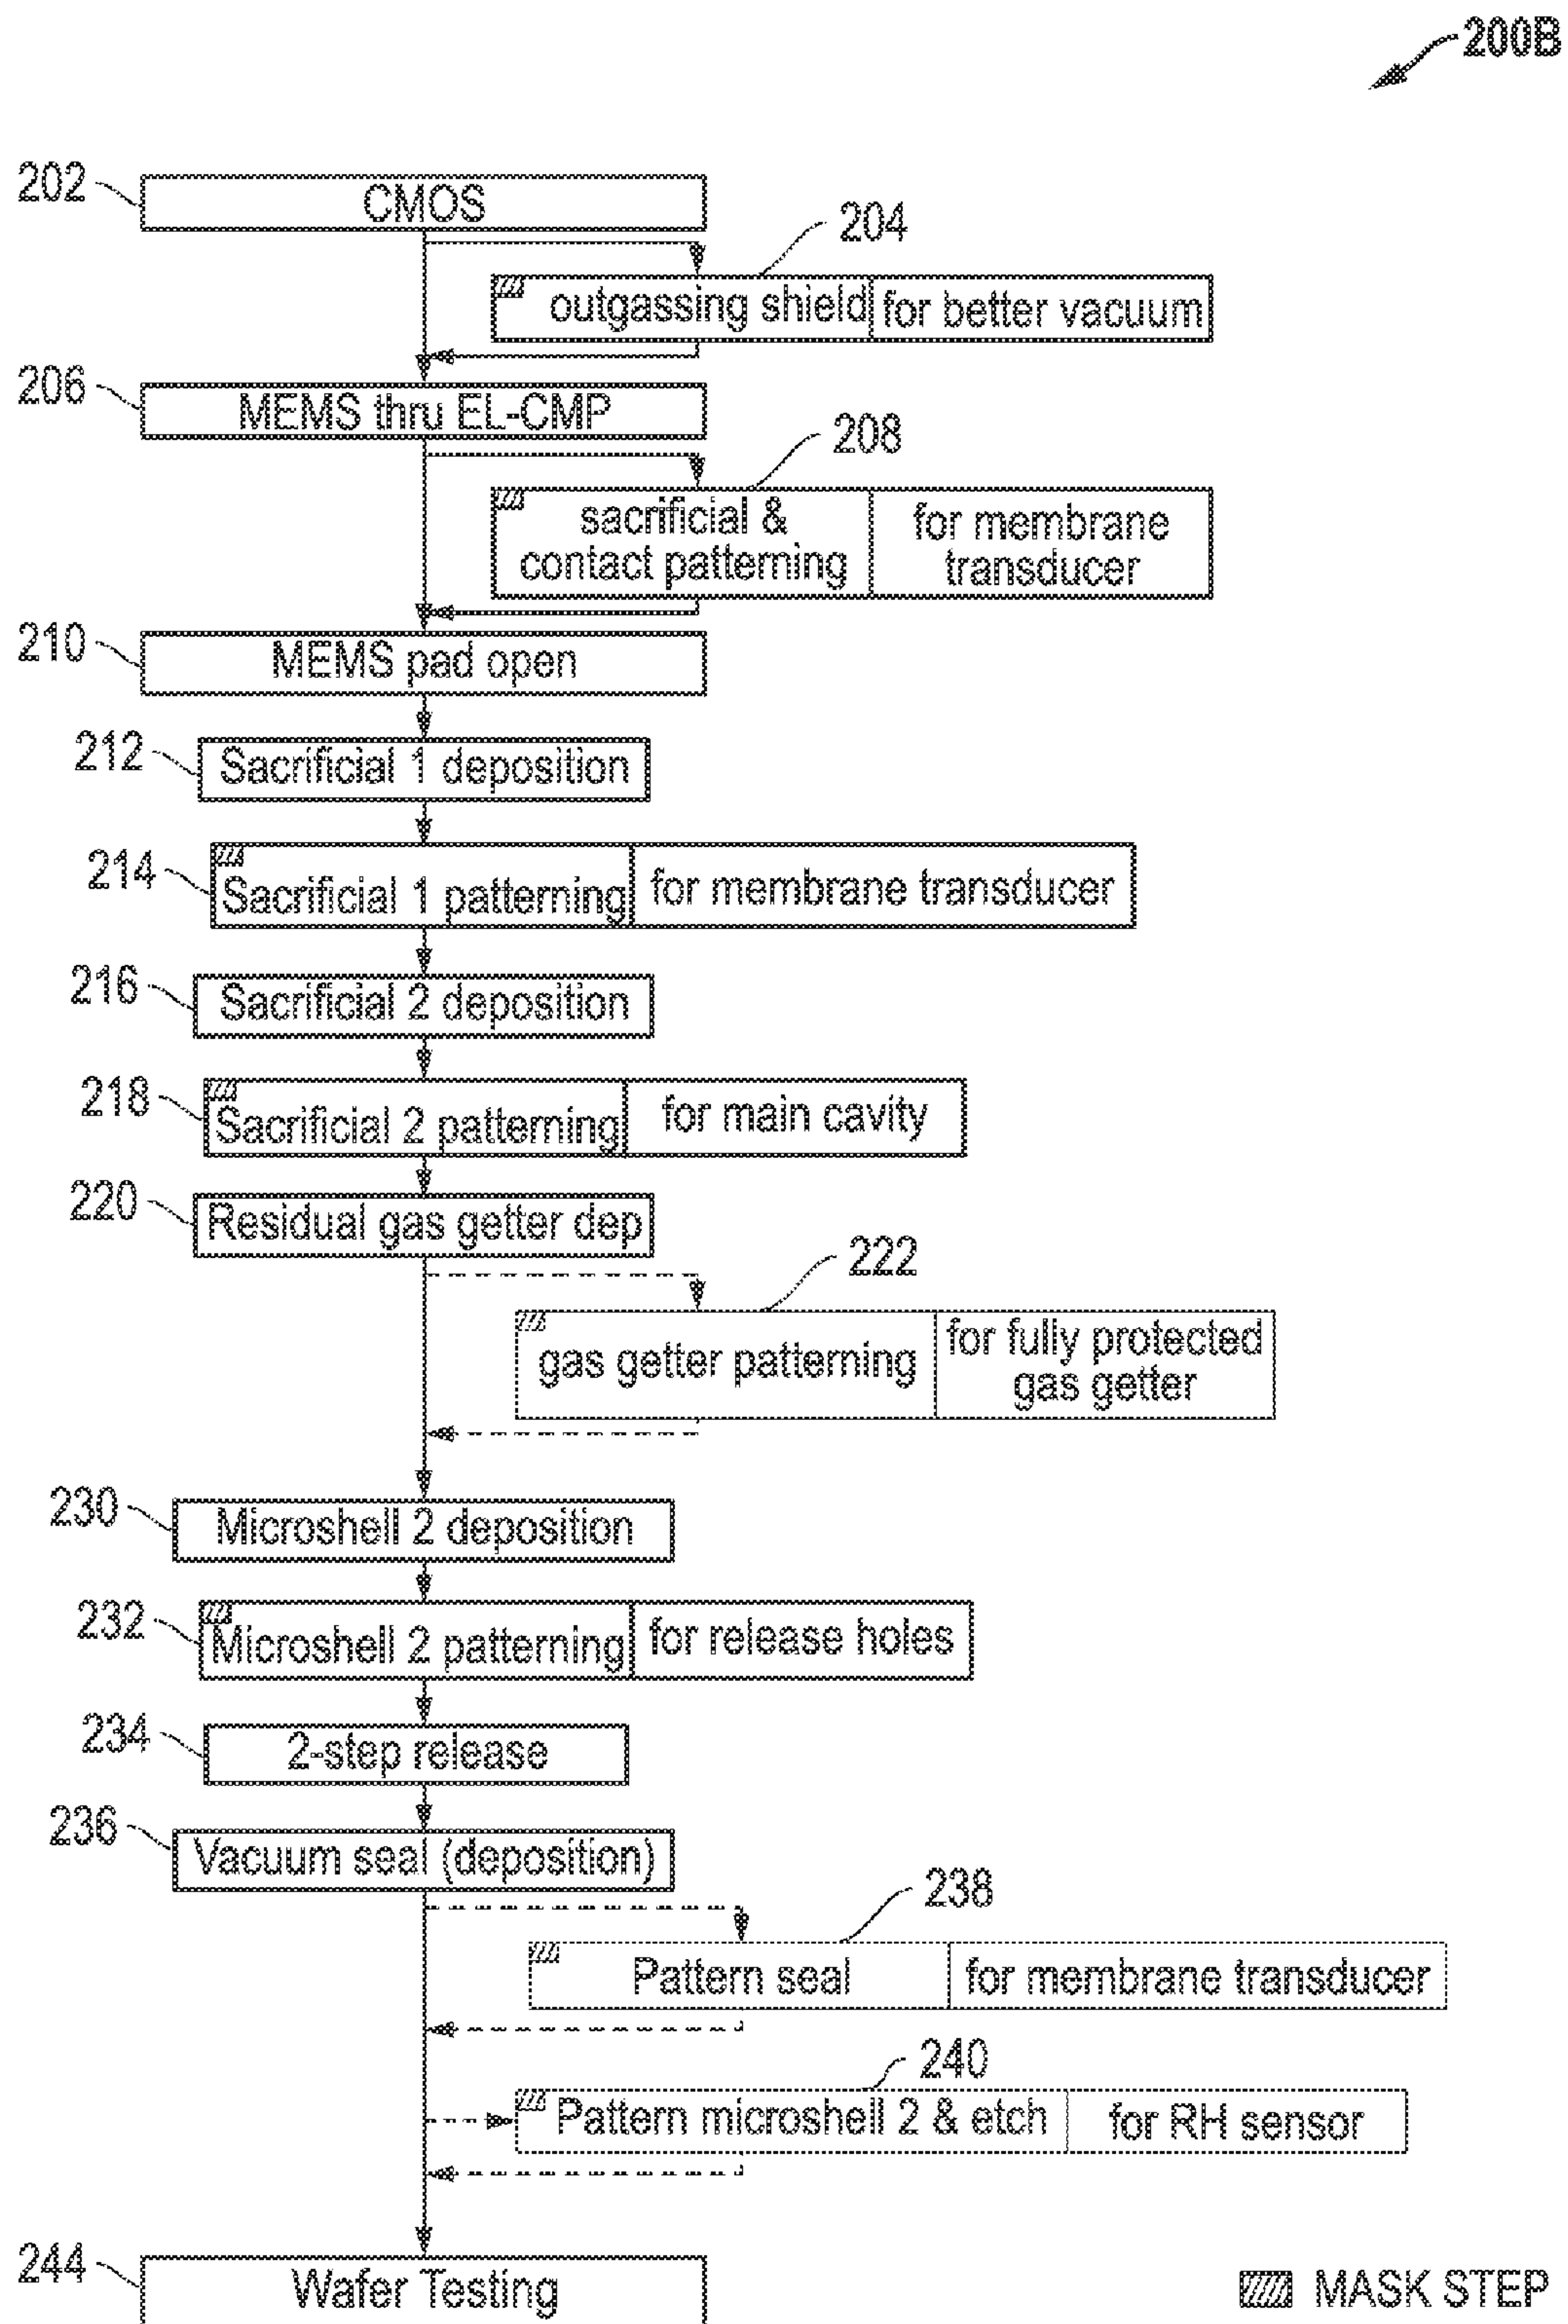 200B
202
CMOS
204
outgassing shield for better vacuum
206
MEMS thru EL-CMP
208
sacrificial &
contact patterning
for membrane
transducer
210
MEMS pad open
212
Sacrificial 1 deposition
214
Sacrificial 1 patterning for membrane transducer
216
Sacrificial 2 deposition
218
Sacrificial 2 patterning for main cavity
220
Residual gas getter dep
222
gas getter patterning
for fully protected
gas getter
230
Microshell 2 deposition
232
Microshell 2 patterning for release holes
234
2-step release
236
Vacuum seal (deposition)
238
Pattern seal for membrane transducer
240
Pattern microshell 2 & etch for RH sensor
244
Wafer Testing
MASK STEP